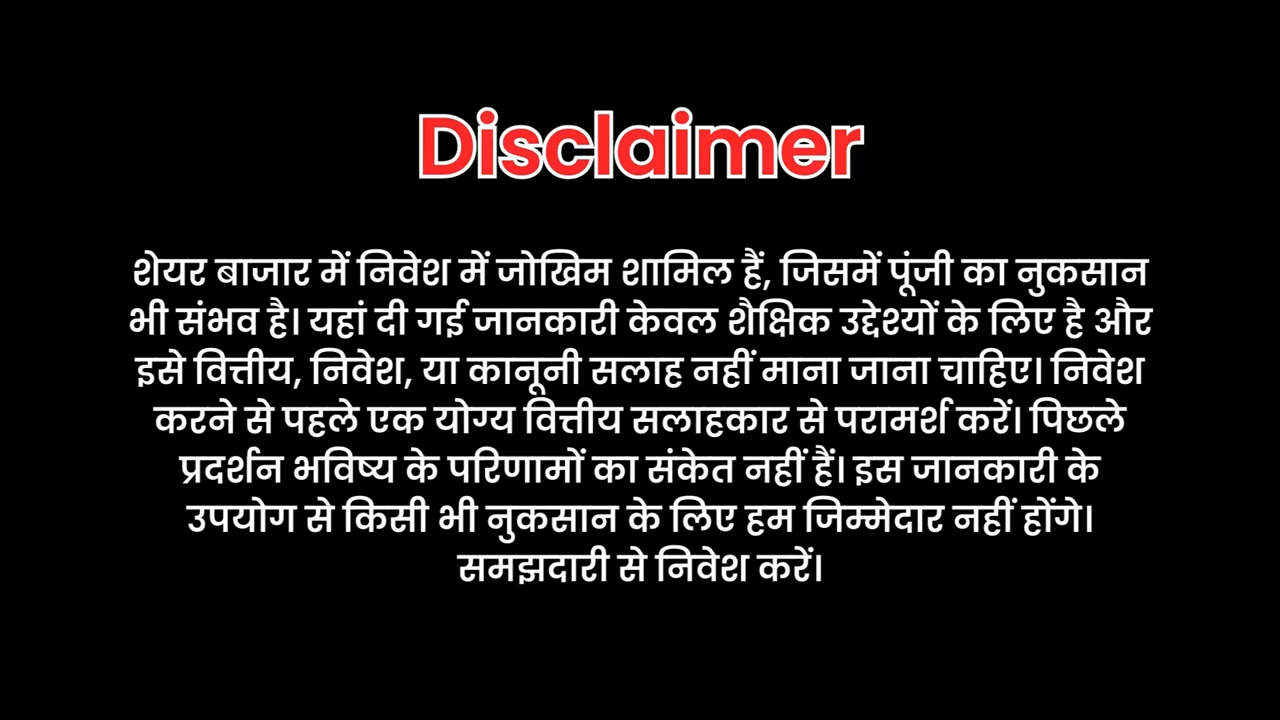 Disclaimer
शेयर बाजार में निवेश में जोखिम शामिल हैं, जिसमें पूंजी का नुकसान
भी संभव है। यहां दी गई जानकारी केवल शैक्षिक उद्देश्यों के लिए है और
इसे वित्तीय, निवेश, या कानूनी सलाह नहीं माना जाना चाहिए। निवेश
करने से पहले एक योग्य वित्तीय सलाहकार से परामर्श करें। पिछले
प्रदर्शन भविष्य के परिणामों का संकेत नहीं हैं। इस जानकारी के
उपयोग से किसी भी नुकसान के लिए हम जिम्मेदार नहीं होंगे।
समझदारी से निवेश करें।